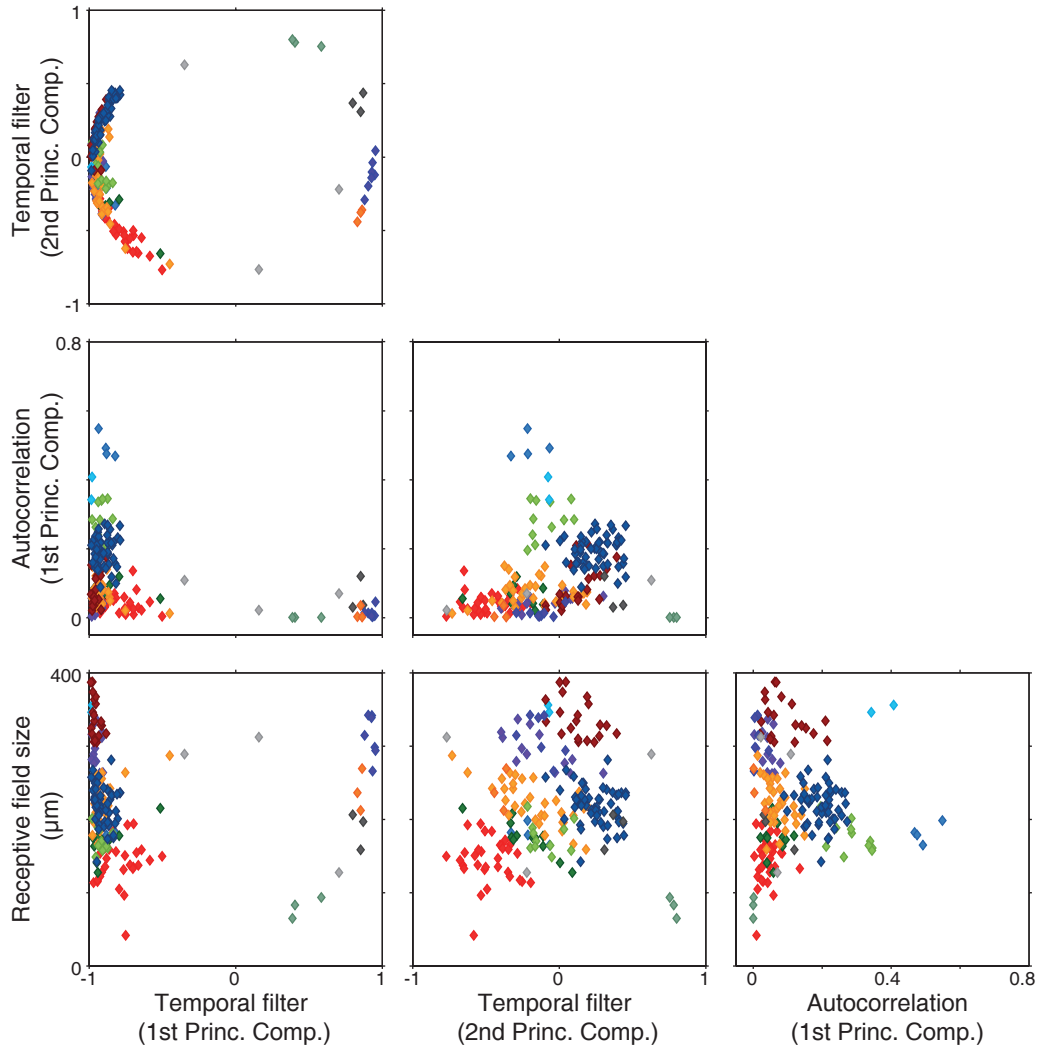 1
Temporal filter
(2nd Princ. Comp.)
0
-1
0.8
Autocorrelation
(1st Princ. Comp.)
0
400
Receptive field size
(µm)
0
-1 0 1
-1 0 1
0 0.4 0.8
Temporal filter
(1st Princ. Comp.)
Temporal filter
(2nd Princ. Comp.)
Autocorrelation
(1st Princ. Comp.)